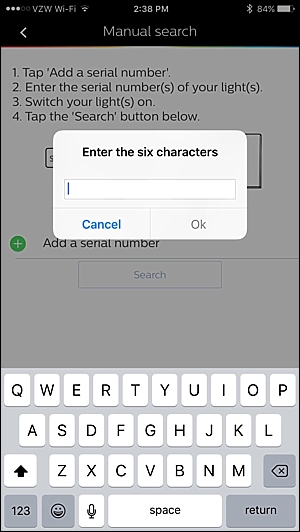 VZW Wi-Fi 2:38 PM 84%
Manual search
1. Tap 'Add a serial number'.
2. Enter the serial number(s) of your light(s).
3. Switch your light(s) on.
4. Tap the 'Search' button below.
Enter the six characters
Cancel Ok
Add a serial number
Search
Q W E R T Y U I O P
A S D F G H J K L
Z X C V B N M
123 space return